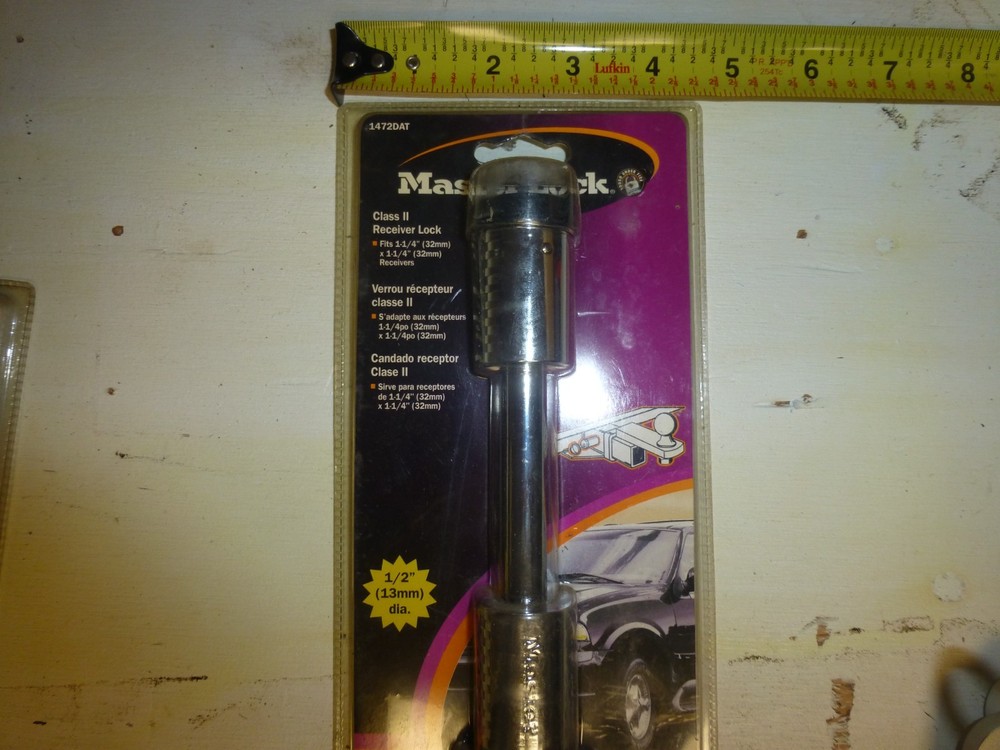 1 2 3 Lufkin 4 5 6 7 8
1472DAT
Master Lock
Class II
Receiver Lock
Fits 1-1/4" (32mm)
x 1-1/4" (32mm)
Receivers
Verrou récepteur
classe II
S'adapte aux récepteurs
1-1/4po (32mm)
x 1-1/4po (32mm)
Candado receptor
Clase II
Sirve para receptores
de 1-1/4" (32mm)
x 1-1/4" (32mm)
1/2"
(13mm)
dia.